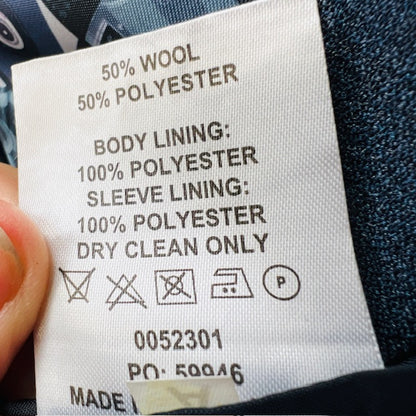 50% WOOL
50% POLYESTER
BODY LINING:
100% POLYESTER
SLEEVE LINING:
100% POLYESTER
DRY CLEAN ONLY
P
0052301
PO: 59946
MADE